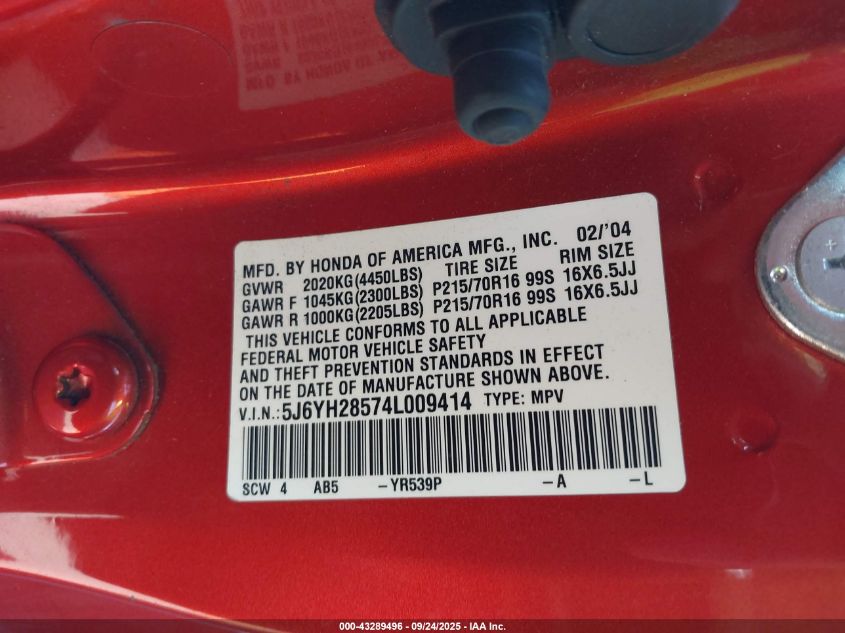 MFD. BY HONDA OF AMERICA MFG., INC. 02/'04
GVWR 2020KG(4450LBS) TIRE SIZE RIM SIZE
GAWR F 1045KG(2300LBS) P215/70R16 99S 16X6.5JJ
GAWR R 1000KG(2205LBS) P215/70R16 99S 16X6.5JJ
THIS VEHICLE CONFORMS TO ALL APPLICABLE
FEDERAL MOTOR VEHICLE SAFETY
AND THEFT PREVENTION STANDARDS IN EFFECT
ON THE DATE OF MANUFACTURE SHOWN ABOVE.
V.I.N.: 5J6YH28574L009414 TYPE: MPV
SCW 4 AB5 -YR539P -A -L
000-43289496 - 09/24/2025 - IAA Inc.